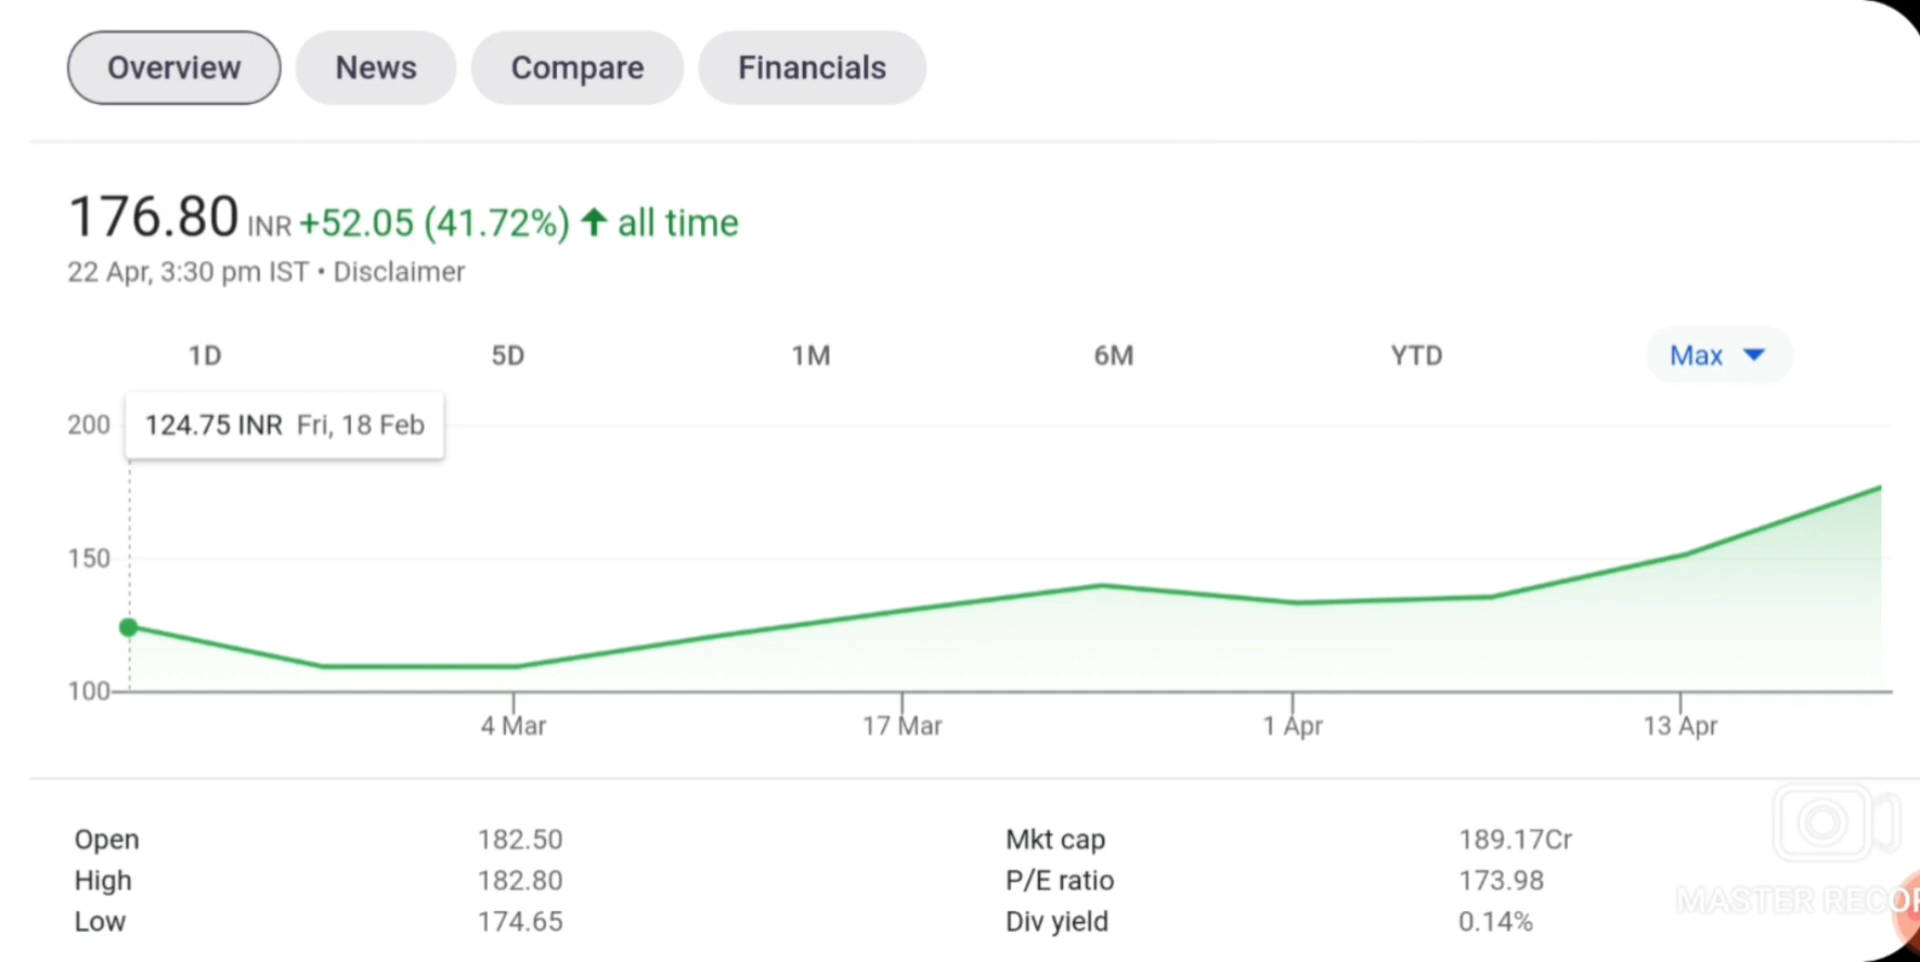 Overview News Compare Financials
176.80 INR +52.05 (41.72%) ↑ all time
22 Apr, 3:30 pm IST • Disclaimer
1D 5D 1M 6M YTD Max
200
124.75 INR Fri, 18 Feb
150
100
4 Mar 17 Mar 1 Apr 13 Apr
Open 182.50 Mkt cap 189.17Cr
High 182.80 P/E ratio 173.98
Low 174.65 Div yield 0.14%
MASTER